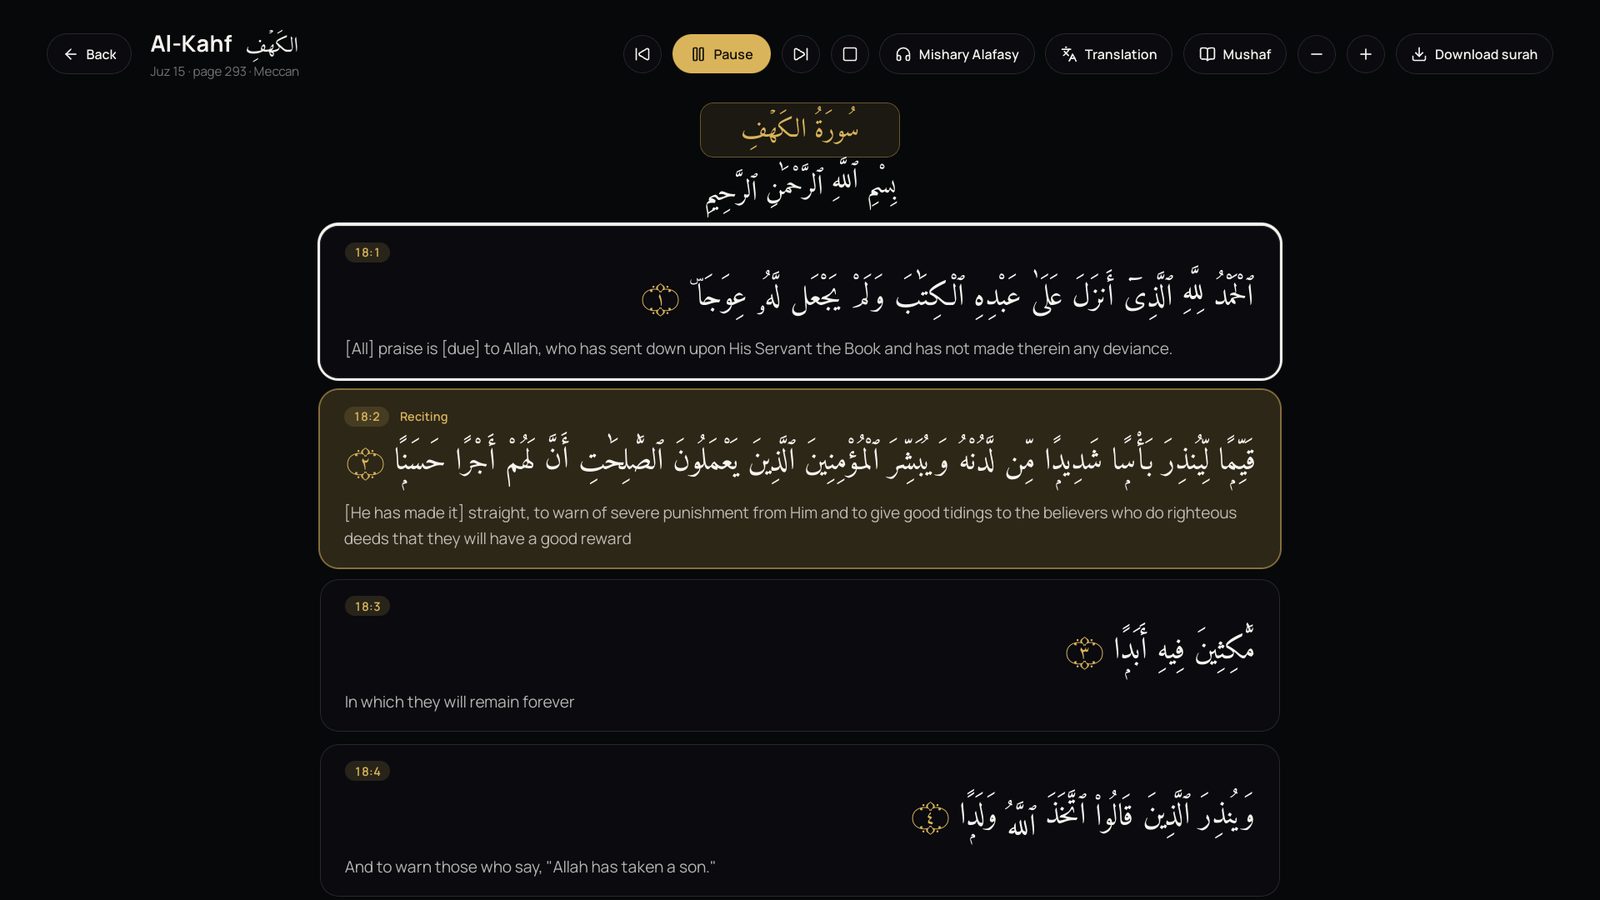 Back
Al-Kahf الكَهْفِ
Juz 15 · page 293 · Meccan
Pause
Mishary Alafasy
Translation
Mushaf
Download surah
سُورَةُ الكَهْفِ
بِسْمِ ٱللَّهِ ٱلرَّحْمَٰنِ ٱلرَّحِيمِ
18:1
ٱلْحَمْدُ لِلَّهِ ٱلَّذِىٓ أَنزَلَ عَلَىٰ عَبْدِهِ ٱلْكِتَٰبَ وَلَمْ يَجْعَل لَّهُۥ عِوَجَاۜ ١
[All] praise is [due] to Allah, who has sent down upon His Servant the Book and has not made therein any deviance.
18:2 Reciting
قَيِّمًۭا لِّيُنذِرَ بَأْسًۭا شَدِيدًۭا مِّن لَّدُنْهُ وَيُبَشِّرَ ٱلْمُؤْمِنِينَ ٱلَّذِينَ يَعْمَلُونَ ٱلصَّٰلِحَٰتِ أَنَّ لَهُمْ أَجْرًا حَسَنًۭا ٢
[He has made it] straight, to warn of severe punishment from Him and to give good tidings to the believers who do righteous
deeds that they will have a good reward
18:3
مَّٰكِثِينَ فِيهِ أَبَدًۭا ٣
In which they will remain forever
18:4
وَيُنذِرَ ٱلَّذِينَ قَالُوا۟ ٱتَّخَذَ ٱللَّهُ وَلَدًۭا ٤
And to warn those who say, "Allah has taken a son."